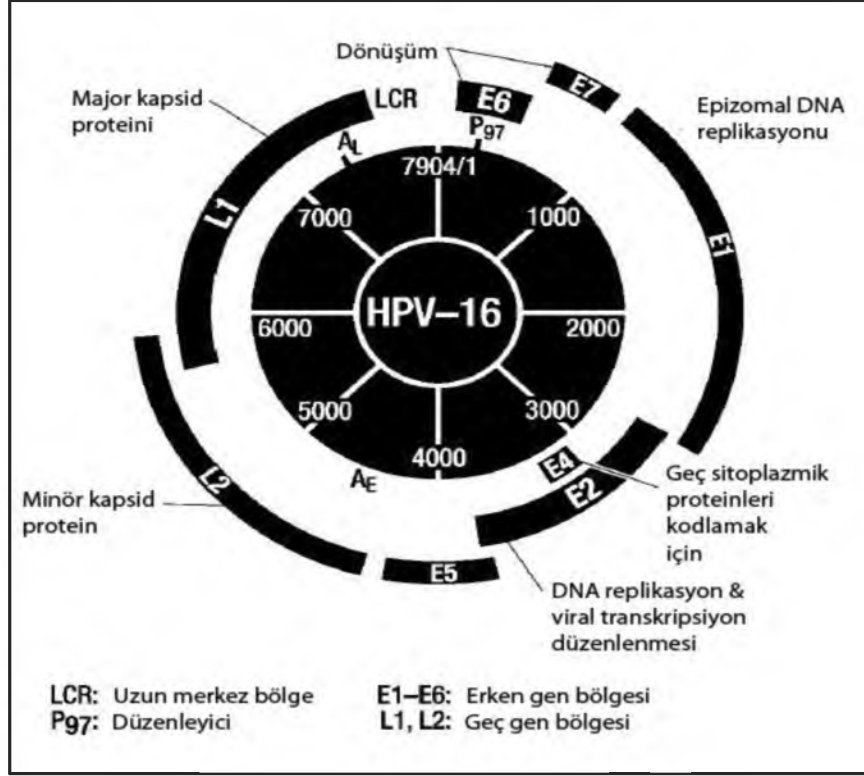 Dönüşüm
Major kapsid
proteini
LCR
E6
E7
Epizomal DNA
replikasyonu
P97
AL
7904/1
7000
1000
L1
E1
HPV–16
6000
2000
5000
3000
4000
E4
AE
E2
L2
Minör kapsid
protein
Geç sitoplazmik
proteinleri
kodlamak
için
E5
DNA replikasyon &
viral transkripsiyon
düzenlenmesi
LCR: Uzun merkez bölge
P97: Düzenleyici
E1–E6: Erken gen bölgesi
L1, L2: Geç gen bölgesi